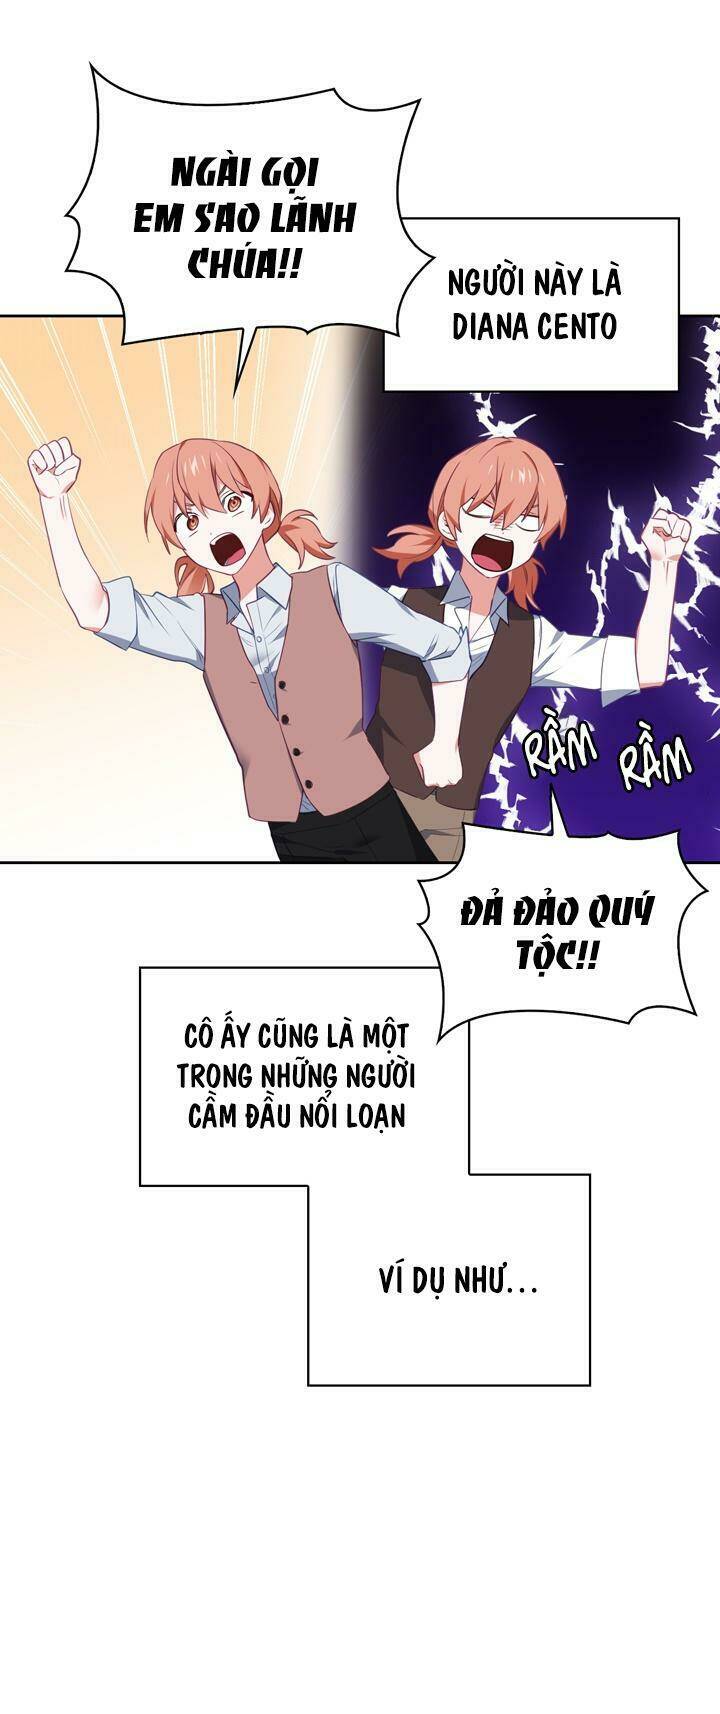 NGÀI GỌI
EM SAO LÃNH
CHÚA!!
NGƯỜI NÀY LÀ
DIANA CENTO
RẦM
RẦM
ĐẢ ĐẢO QUÝ
TỘC!!
CÔ ẤY CŨNG LÀ MỘT
TRONG NHỮNG NGƯỜI
CẦM ĐẦU NỔI LOẠN
VÍ DỤ NHƯ...